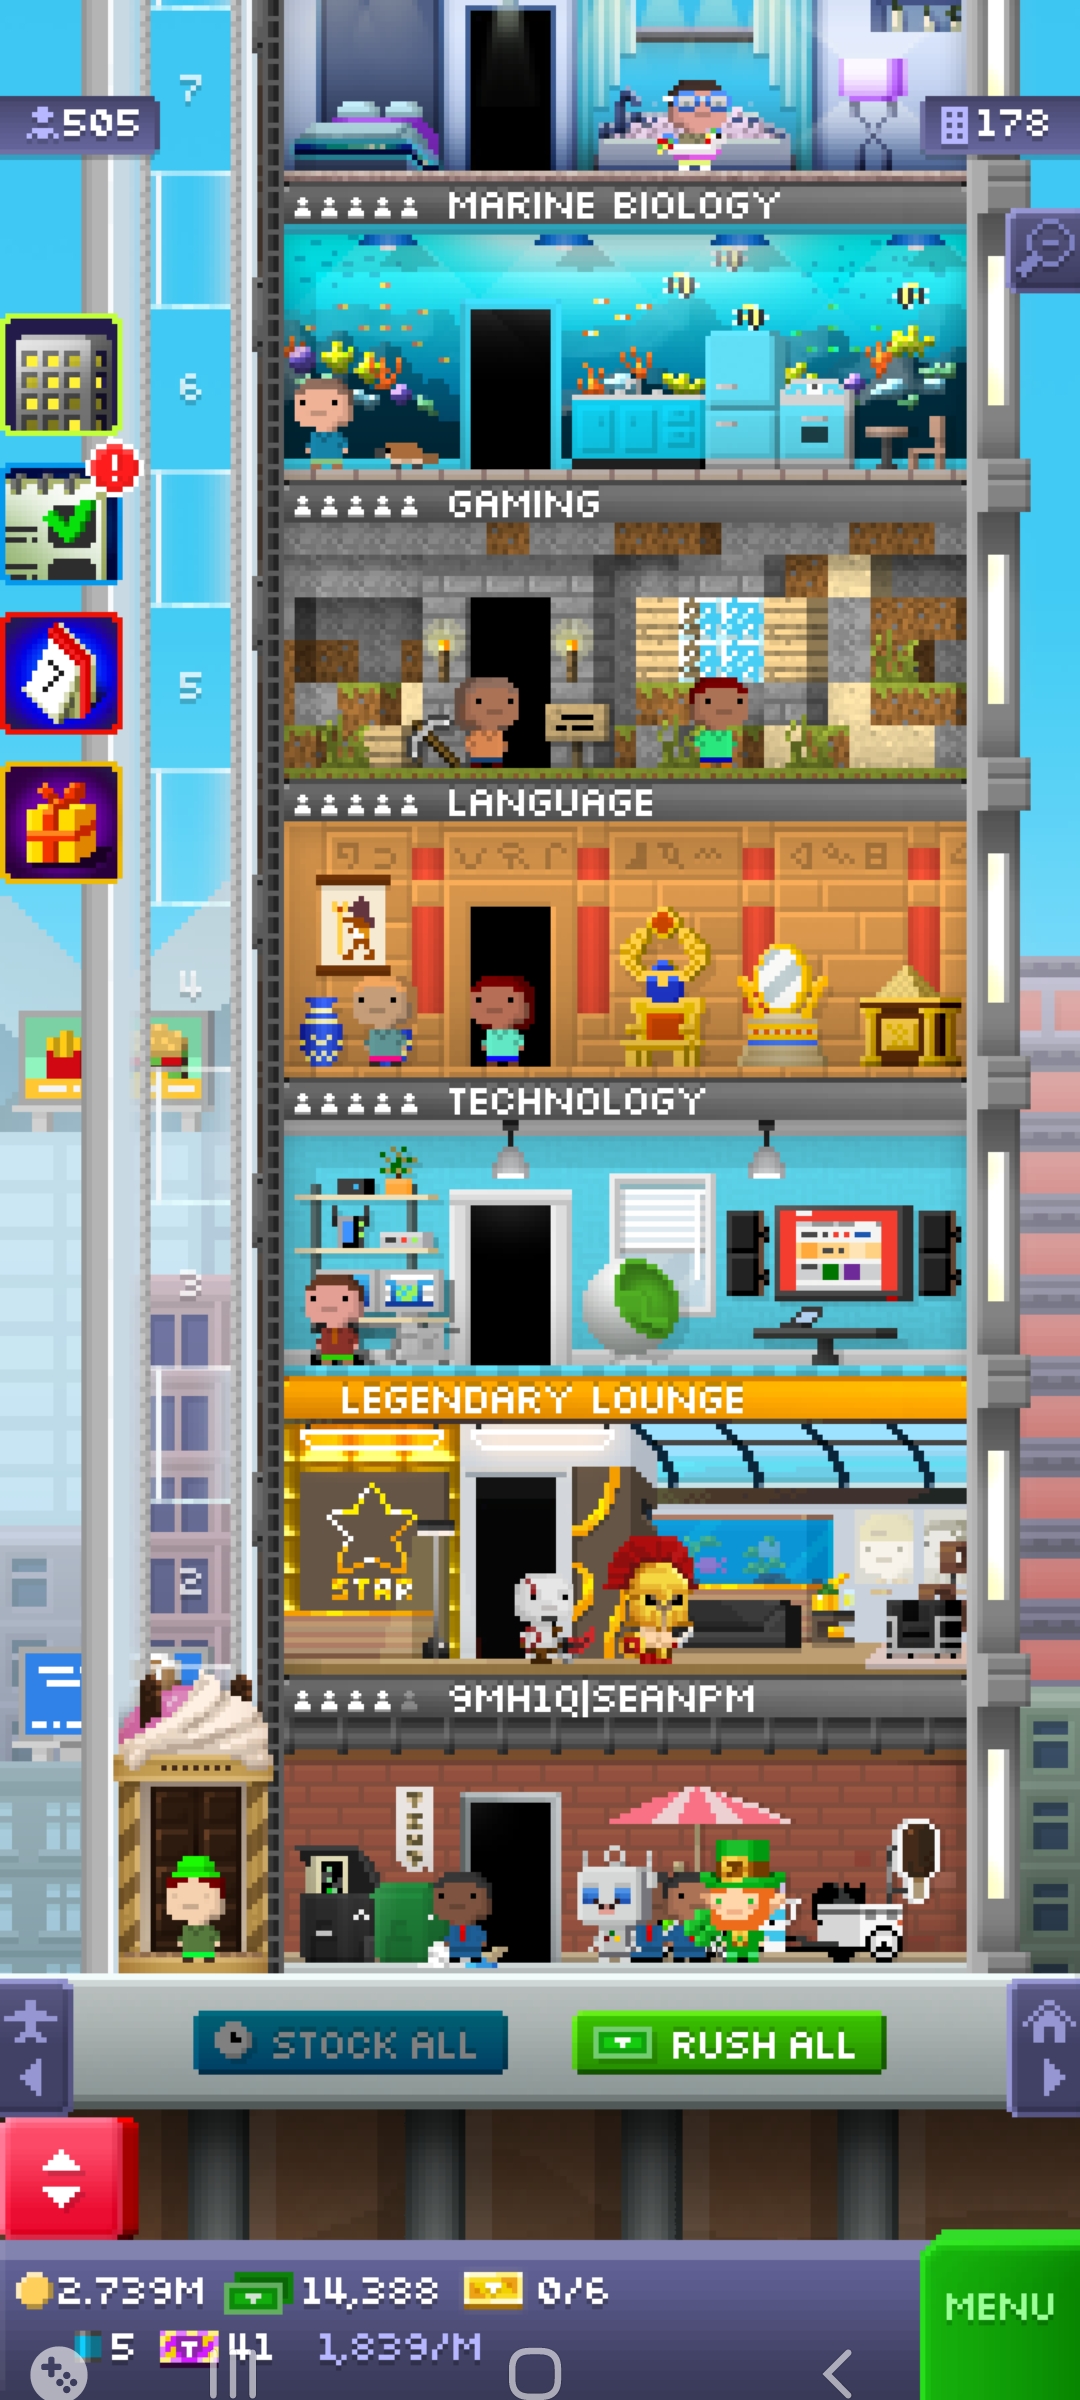 7
505
178
MARINE BIOLOGY
6
GAMING
5
LANGUAGE
4
TECHNOLOGY
3
LEGENDARY LOUNGE
STAR
2
9MH1Q|SEANPM
STOCK ALL
RUSH ALL
2.739M
14,388
0/6
MENU
5
41
1,839/M